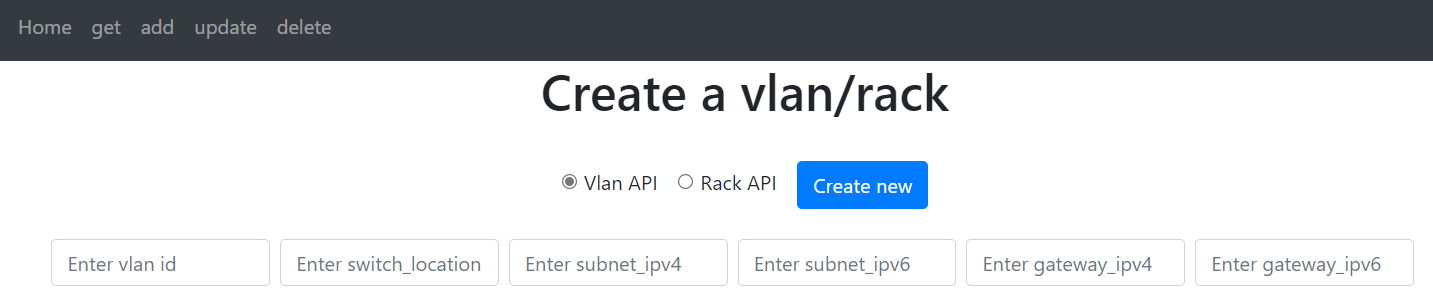 Home get add update delete
Create a vlan/rack
Vlan API Rack API Create new
Enter vlan id Enter switch_location Enter subnet_ipv4 Enter subnet_ipv6 Enter gateway_ipv4 Enter gateway_ipv6